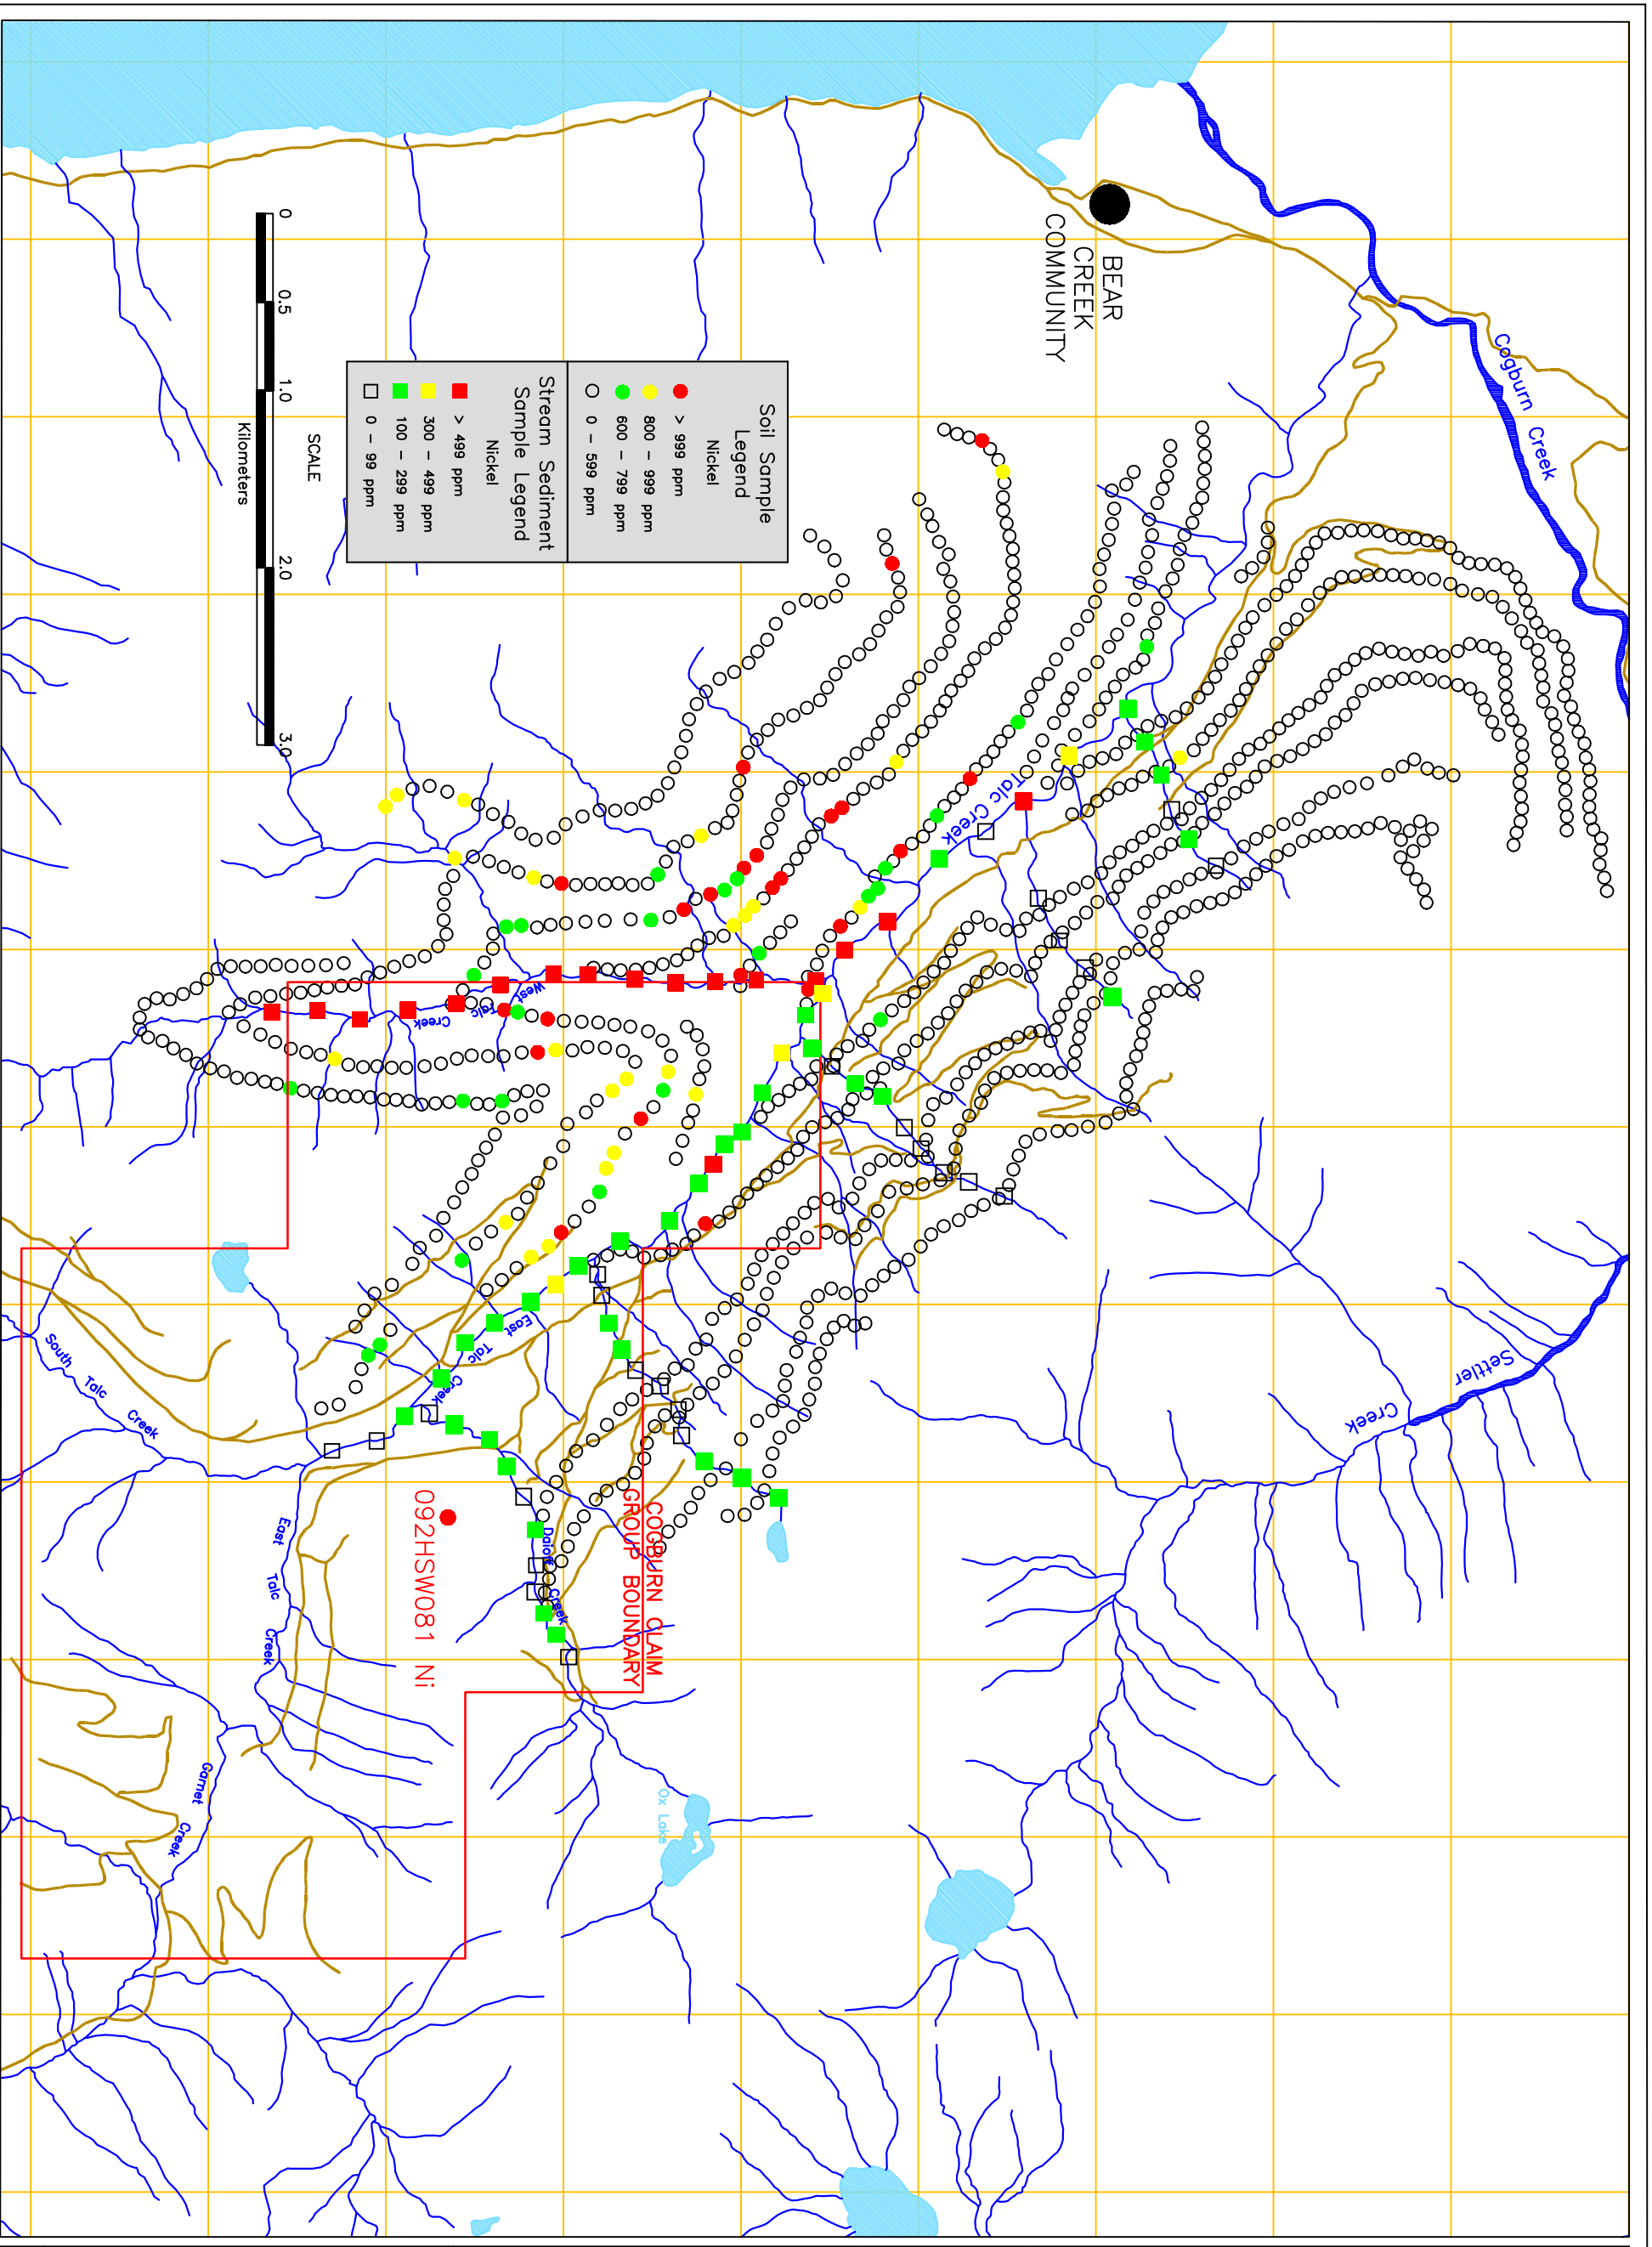 Cogburn Creek
BEAR
CREEK
COMMUNITY
Soil Sample
Legend
Nickel
> 999 ppm
800 – 999 ppm
600 – 799 ppm
0 – 599 ppm
Stream Sediment
Sample Legend
Nickel
> 499 ppm
300 – 499 ppm
100 – 299 ppm
0 – 99 ppm
SCALE
0
0.5
1.0
2.0
3.0
Kilometers
Talc Creek
West Talc Creek
East Talc Creek
Settler Creek
South Talc Creek
COGBURN CLAIM
GROUP BOUNDARY
092HSW081 Ni
Daioff Creek
East Talc Creek
Garnet Creek
Ox Lake